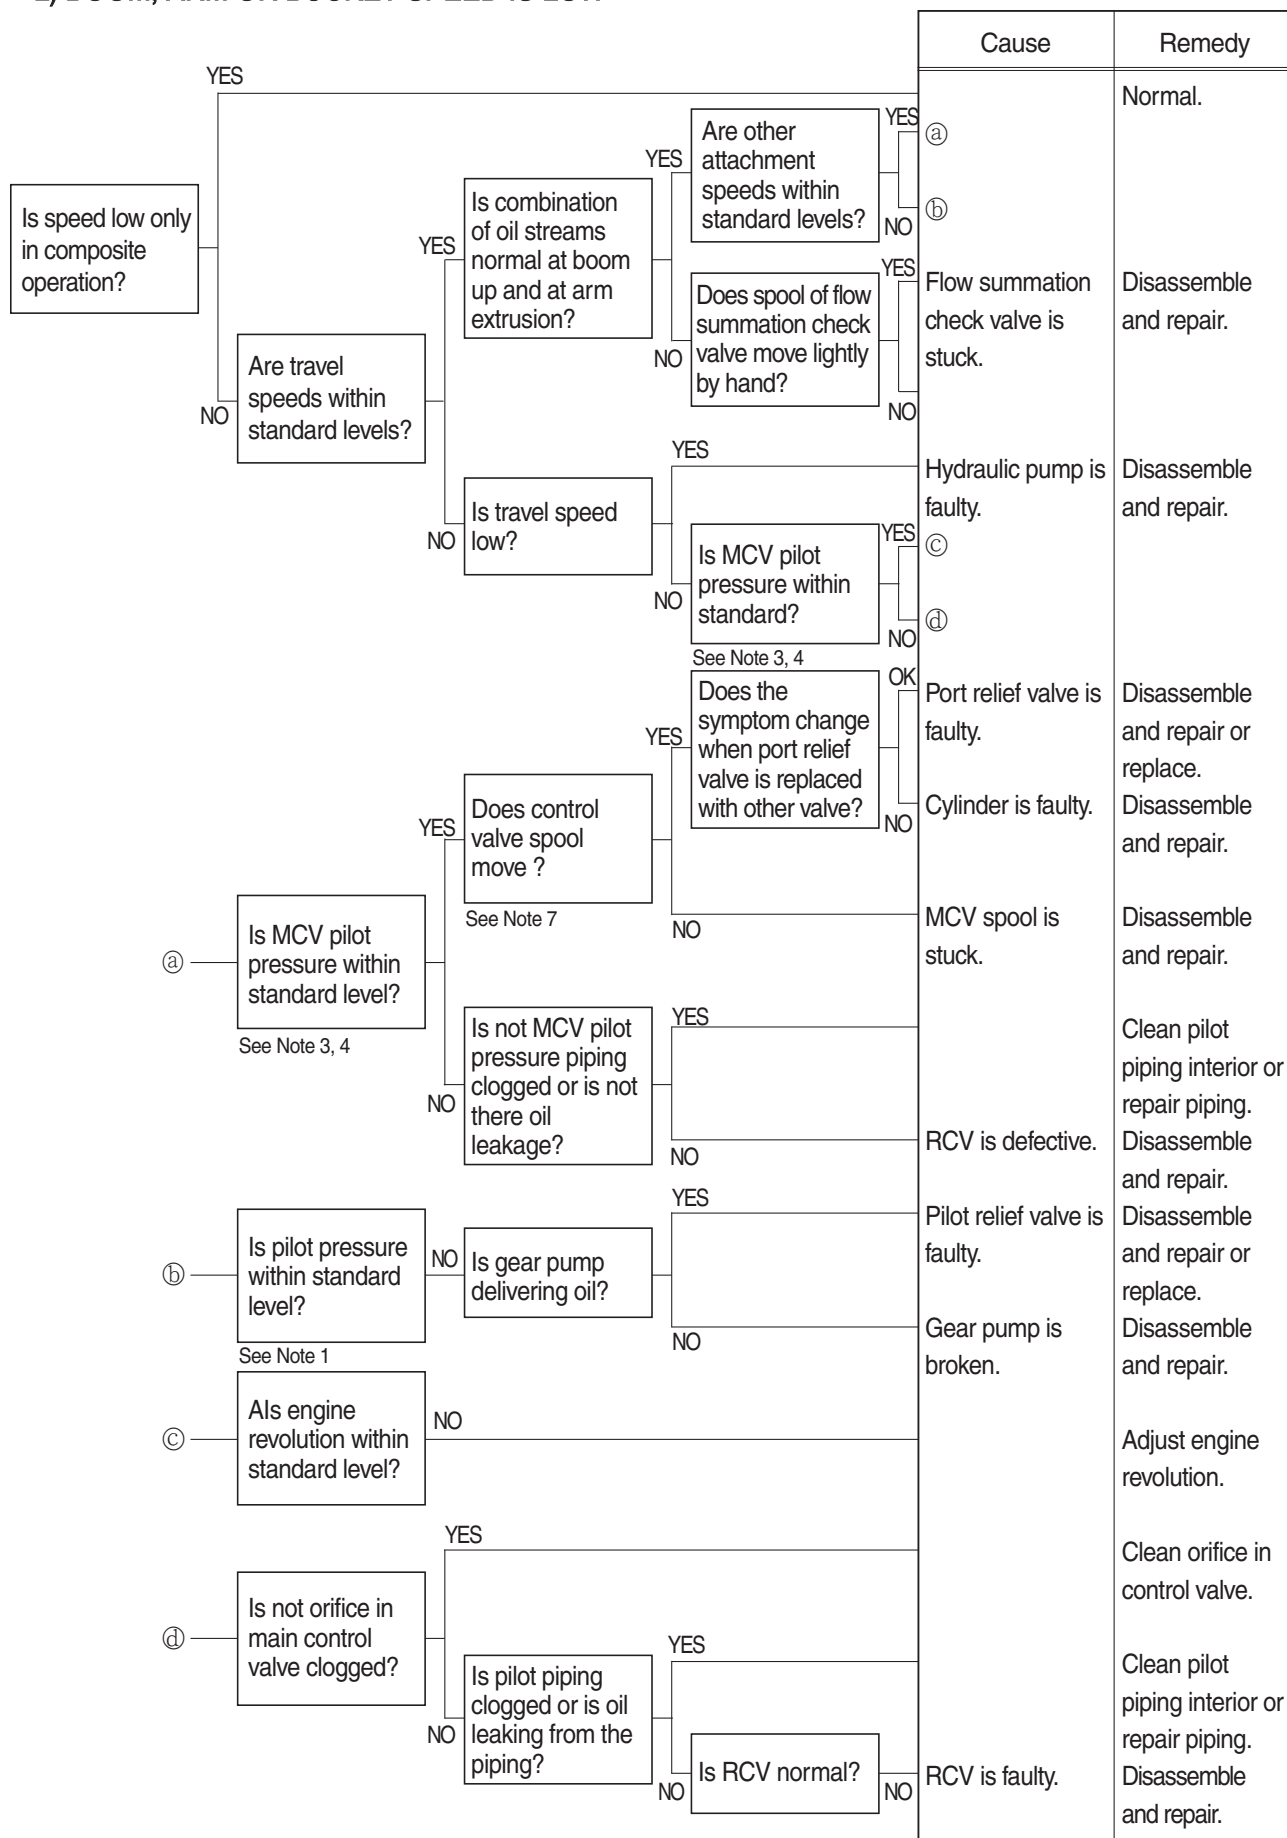 2) BOOM, ARM OR BUCKET SPEED IS LOW
Cause
Remedy
YES
Normal.
Is speed low only
in composite
operation?
NO
Are travel
speeds within
standard levels?
YES
Is combination
of oil streams
normal at boom
up and at arm
extrusion?
YES
Are other
attachment
speeds within
standard levels?
YES
ⓐ
NO
ⓑ
NO
Does spool of flow
summation check
valve move lightly
by hand?
YES
NO
Flow summation
check valve is
stuck.
Disassemble
and repair.
NO
Is travel speed
low?
YES
Hydraulic pump is
faulty.
Disassemble
and repair.
NO
Is MCV pilot
pressure within
standard?
See Note 3, 4
YES
ⓒ
NO
ⓓ
ⓐ
Is MCV pilot
pressure within
standard level?
See Note 3, 4
YES
Does control
valve spool
move ?
See Note 7
YES
Does the
symptom change
when port relief
valve is replaced
with other valve?
OK
Port relief valve is
faulty.
Disassemble
and repair or
replace.
NO
Cylinder is faulty.
Disassemble
and repair.
NO
MCV spool is
stuck.
Disassemble
and repair.
NO
Is not MCV pilot
pressure piping
clogged or is not
there oil
leakage?
YES
Clean pilot
piping interior or
repair piping.
NO
RCV is defective.
Disassemble
and repair.
ⓑ
Is pilot pressure
within standard
level?
See Note 1
NO
Is gear pump
delivering oil?
YES
Pilot relief valve is
faulty.
Disassemble
and repair or
replace.
NO
Gear pump is
broken.
Disassemble
and repair.
ⓒ
AIs engine
revolution within
standard level?
NO
Adjust engine
revolution.
ⓓ
Is not orifice in
main control
valve clogged?
YES
Clean orifice in
control valve.
NO
Is pilot piping
clogged or is oil
leaking from the
piping?
YES
Clean pilot
piping interior or
repair piping.
NO
Is RCV normal?
NO
RCV is faulty.
Disassemble
and repair.